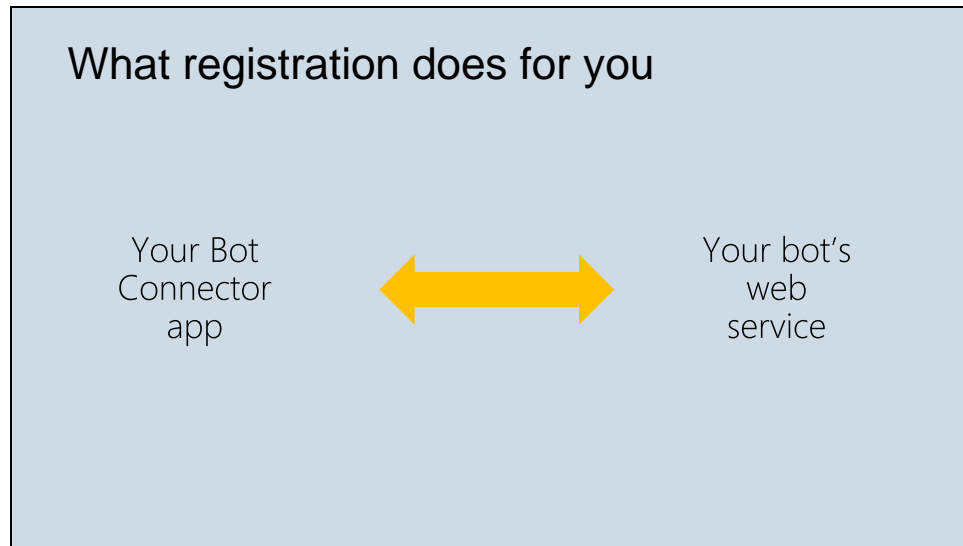 What registration does for you
Your Bot
Connector
app
Your bot’s
web
service